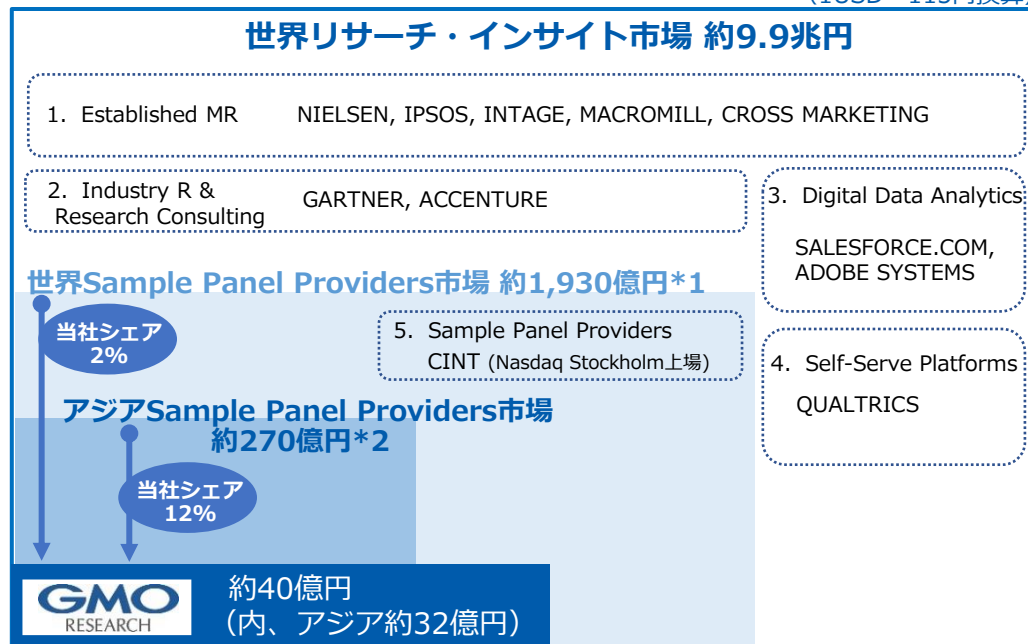 世界リサーチ・インサイト市場 約9.9兆円
1. Established MR NIELSEN, IPSOS, INTAGE, MACROMILL, CROSS MARKETING
2. Industry R &
Research Consulting
GARTNER, ACCENTURE
3. Digital Data Analytics
SALESFORCE.COM,
ADOBE SYSTEMS
世界Sample Panel Providers市場 約1,930億円*1
当社シェア
2%
5. Sample Panel Providers
CINT (Nasdaq Stockholm上場)
4. Self-Serve Platforms
QUALTRICS
アジアSample Panel Providers市場
約270億円*2
当社シェア
12%
GMO
RESEARCH
約40億円
(内、アジア約32億円)